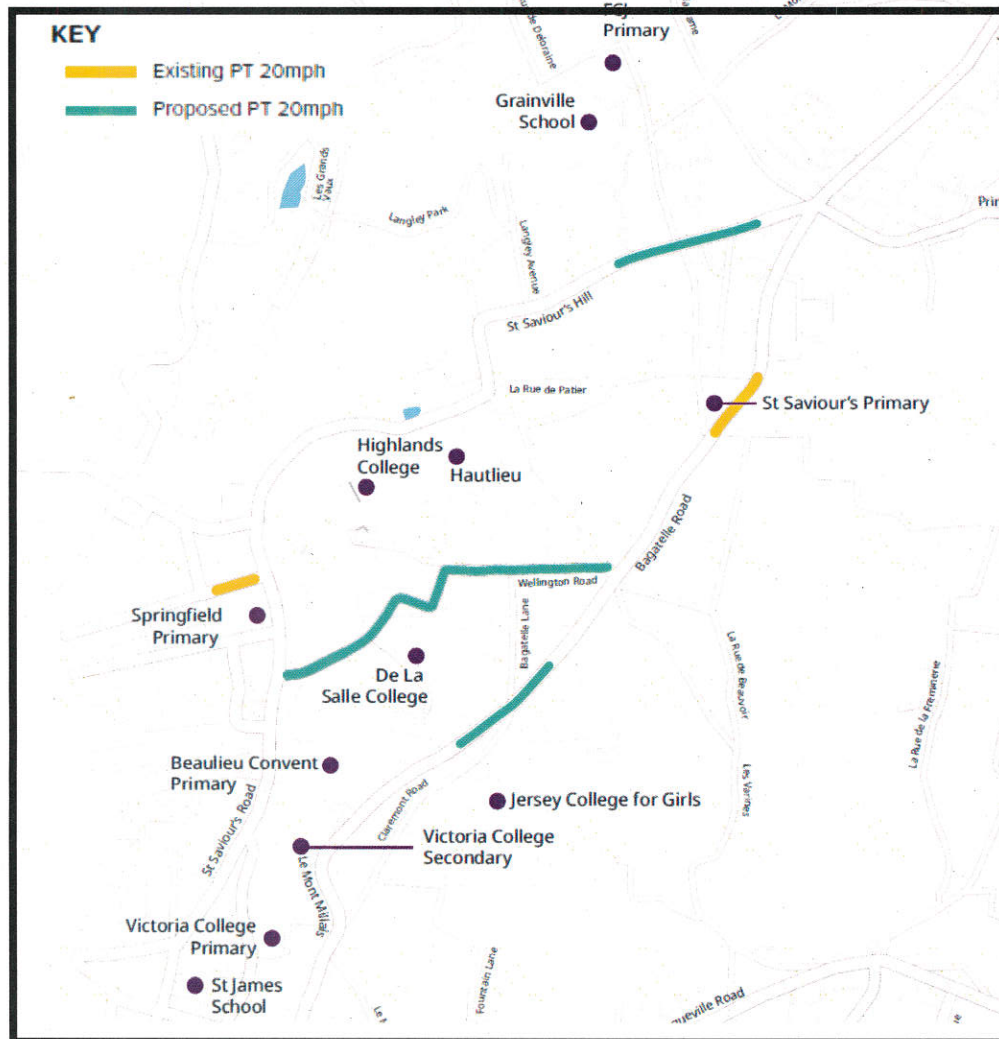 KEY
Existing PT 20mph
Proposed PT 20mph
Primary
Grainville
School
Les Grands
Vaux
Langley Park
Langley Avenue
St Saviour's Hill
La Rue de Patier
St Saviour's Primary
Highlands
College
Hautlieu
Bagatelle Road
Wellington Road
Bagatelle Lane
Springfield
Primary
De La
Salle College
La Rue de Beauvoir
La Rue de la Freminerie
Beaulieu Convent
Primary
Les Varines
Claremont Road
Jersey College for Girls
St Saviour's Road
Victoria College
Secondary
Le Mont Millais
Victoria College
Primary
St James
School
Fountain Lane
ueville Road